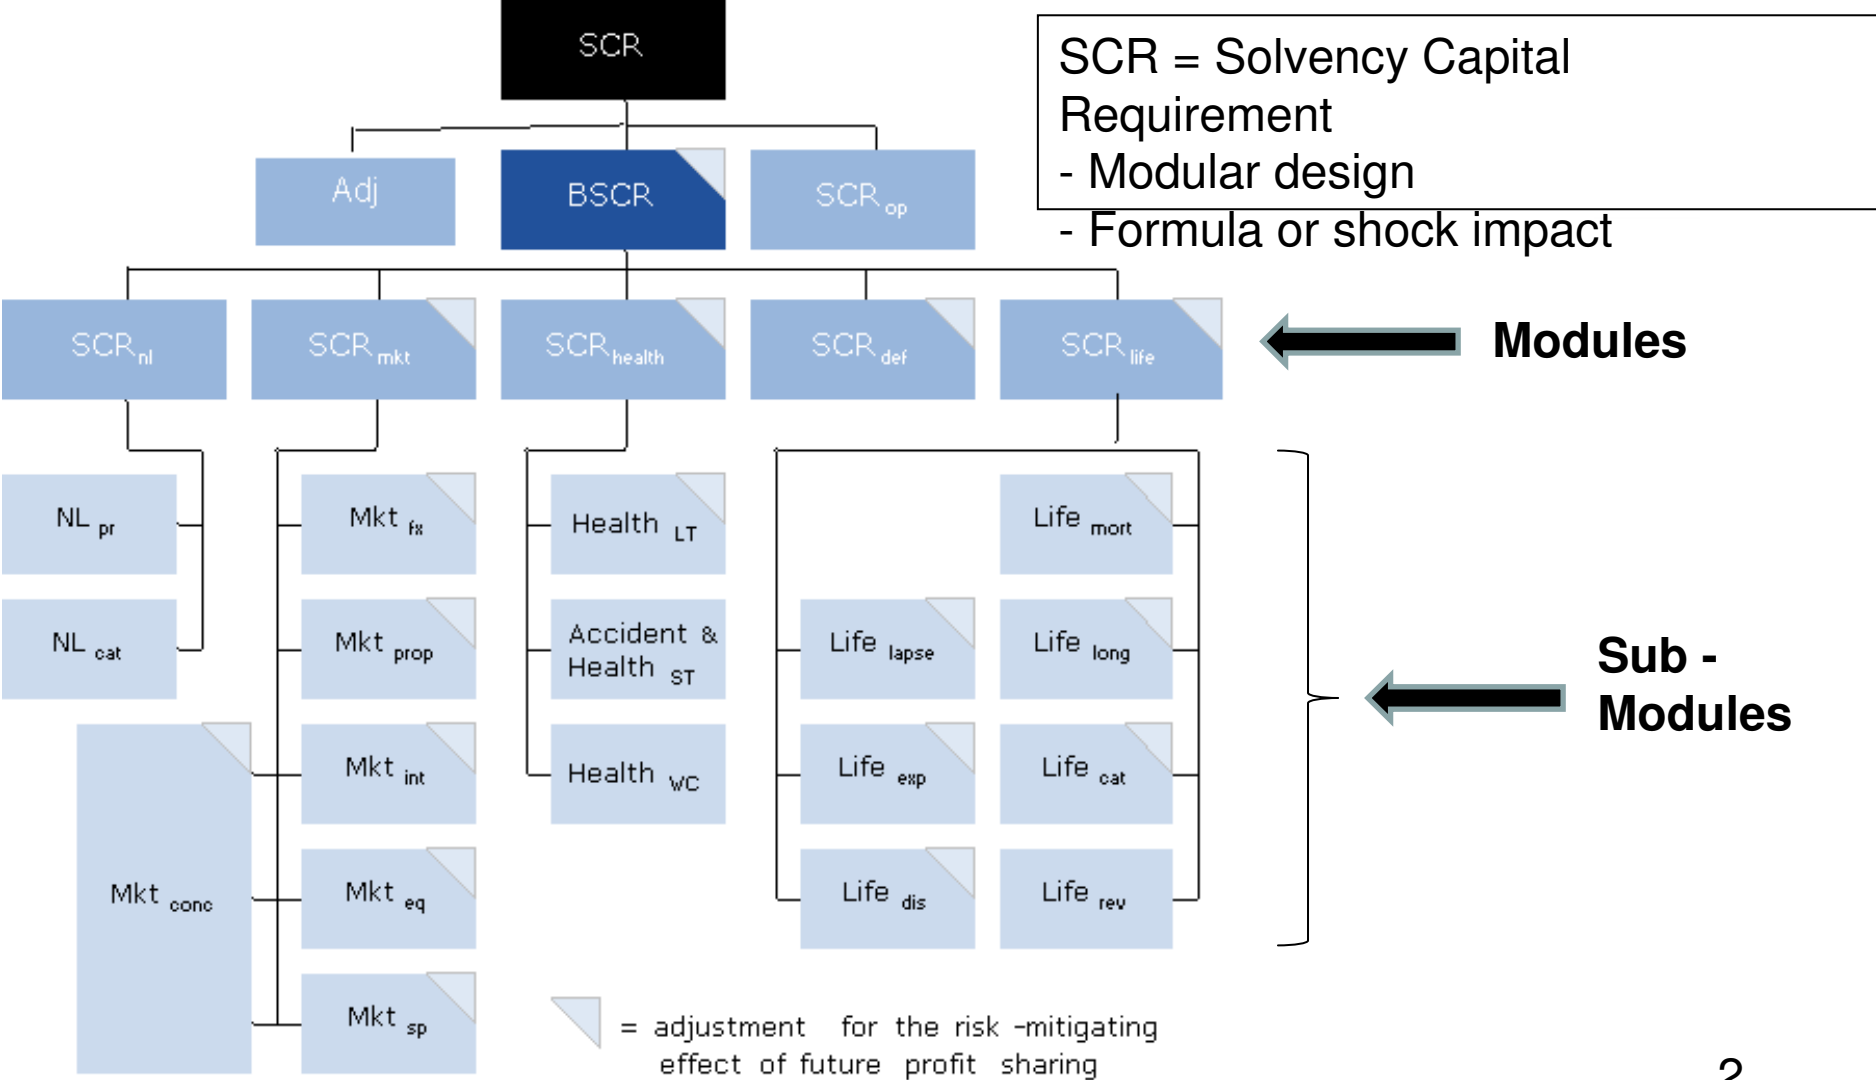 SCR
SCR = Solvency Capital
Requirement
- Modular design
- Formula or shock impact
Adj
BSCR
SCR op
SCR nl
SCR mkt
SCR health
SCR def
SCR life
Modules
NL pr
Mkt fx
Health LT
Life mort
NL cat
Mkt prop
Accident &
Health ST
Life lapse
Life long
Sub -
Modules
Mkt int
Health WC
Life exp
Life cat
Mkt conc
Mkt eq
Life dis
Life rev
Mkt sp
= adjustment for the risk -mitigating
effect of future profit sharing
2